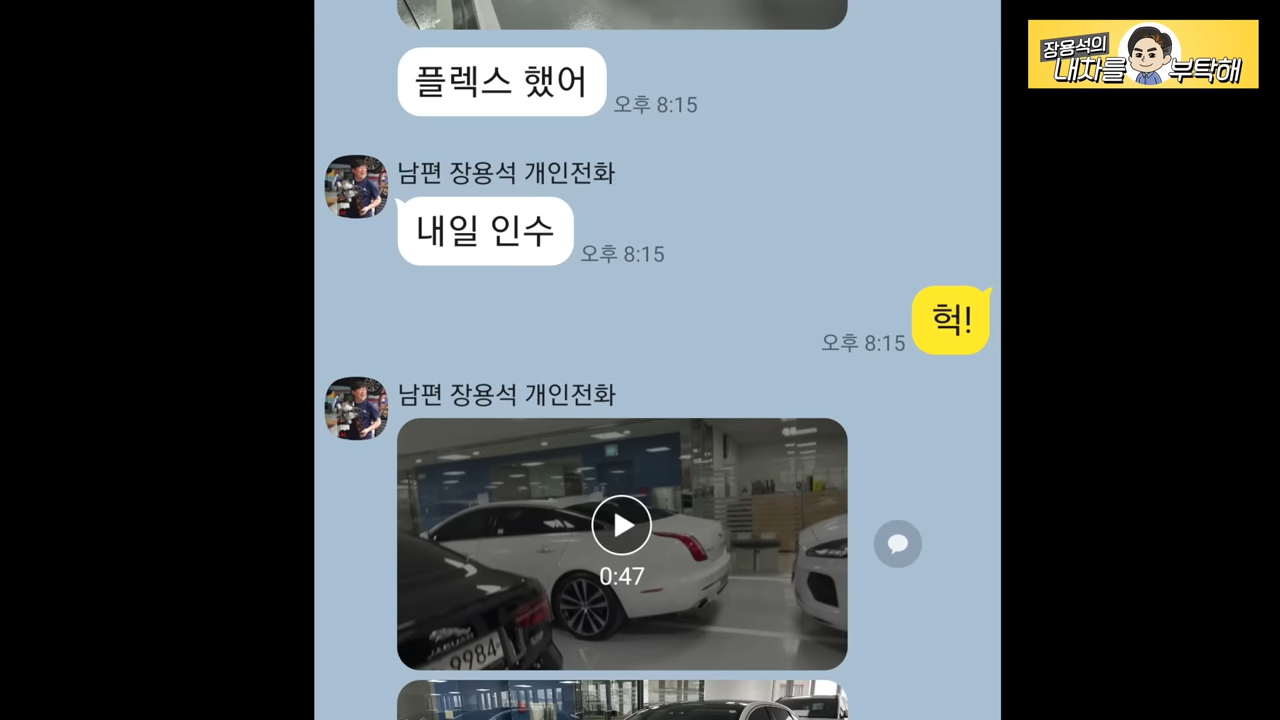 플렉스 했어
오후 8:15
장용석의
내차를 부탁해
남편 장용석 개인전화
내일 인수
오후 8:15
헉!
오후 8:15
남편 장용석 개인전화
0:47
JAGUAR
9984